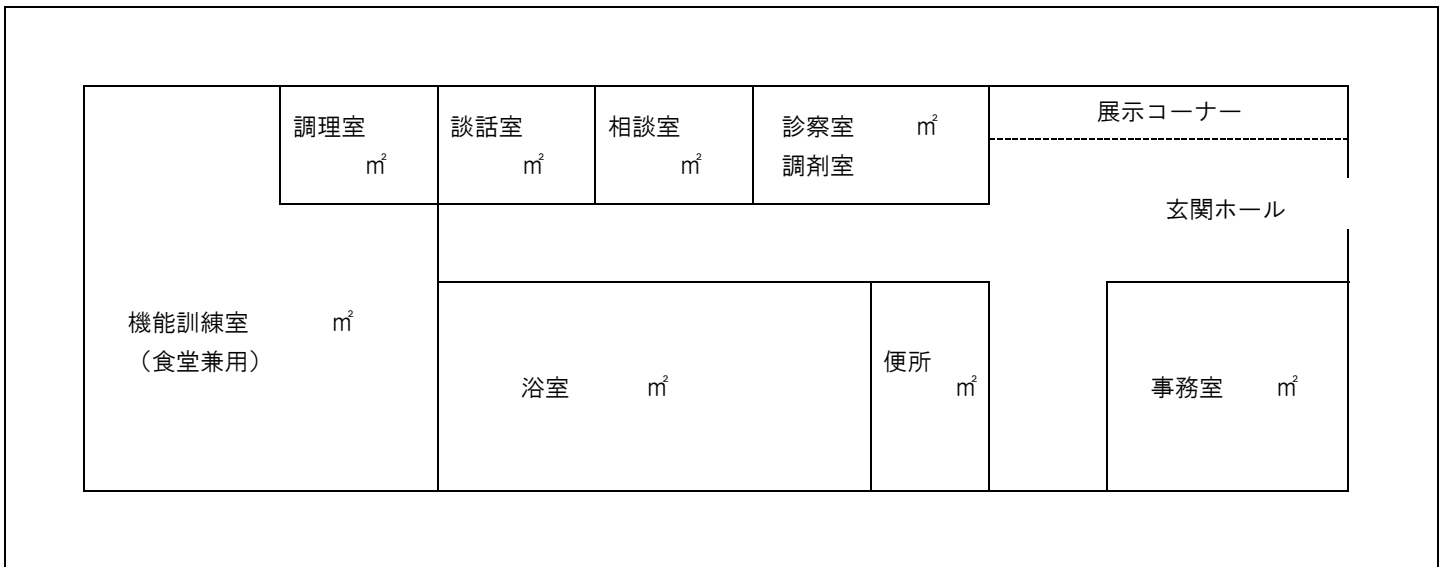 展示コーナー
調理室
㎡
談話室
㎡
相談室
㎡
診察室 ㎡
調剤室
玄関ホール
機能訓練室 ㎡
（食堂兼用）
浴室 ㎡
便所
㎡
事務室 ㎡